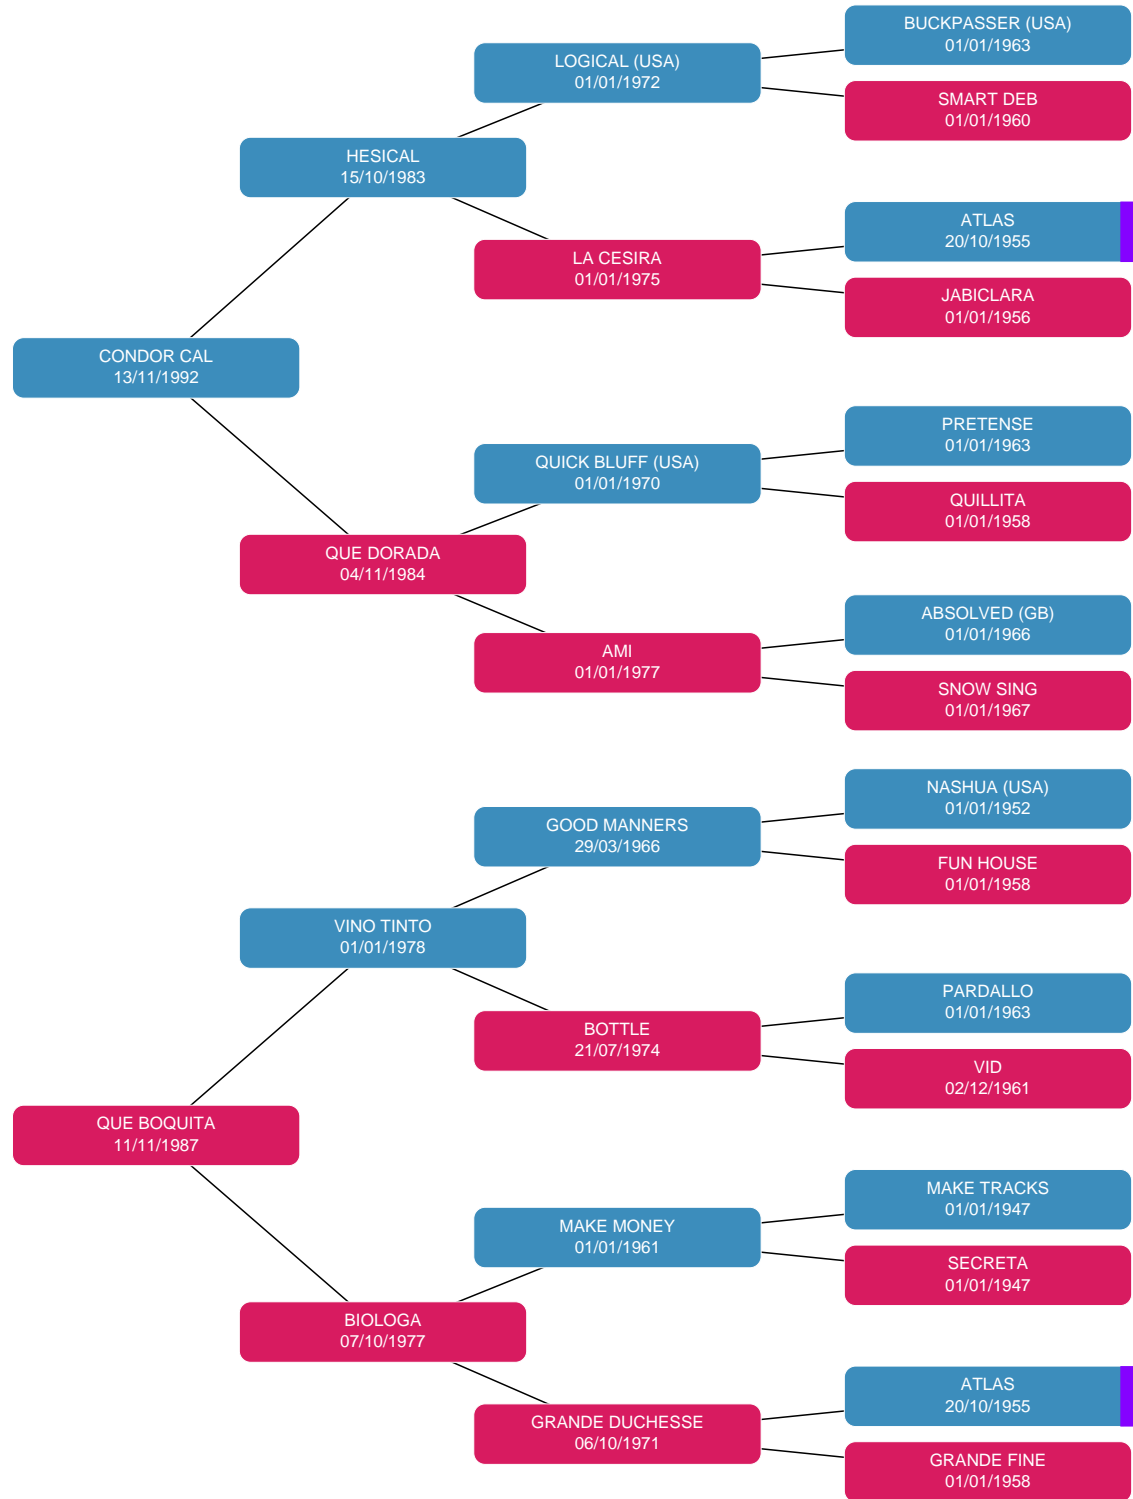 BUCKPASSER (USA)
01/01/1963
LOGICAL (USA)
01/01/1972
SMART DEB
01/01/1960
HESICAL
15/10/1983
ATLAS
20/10/1955
LA CESIRA
01/01/1975
JABICLARA
01/01/1956
CONDOR CAL
13/11/1992
PRETENSE
01/01/1963
QUICK BLUFF (USA)
01/01/1970
QUILLITA
01/01/1958
QUE DORADA
04/11/1984
ABSOLVED (GB)
01/01/1966
AMI
01/01/1977
SNOW SING
01/01/1967
NASHUA (USA)
01/01/1952
GOOD MANNERS
29/03/1966
FUN HOUSE
01/01/1958
VINO TINTO
01/01/1978
PARDALLO
01/01/1963
BOTTLE
21/07/1974
VID
02/12/1961
QUE BOQUITA
11/11/1987
MAKE TRACKS
01/01/1947
MAKE MONEY
01/01/1961
SECRETA
01/01/1947
BIOLOGA
07/10/1977
ATLAS
20/10/1955
GRANDE DUCHESSE
06/10/1971
GRANDE FINE
01/01/1958